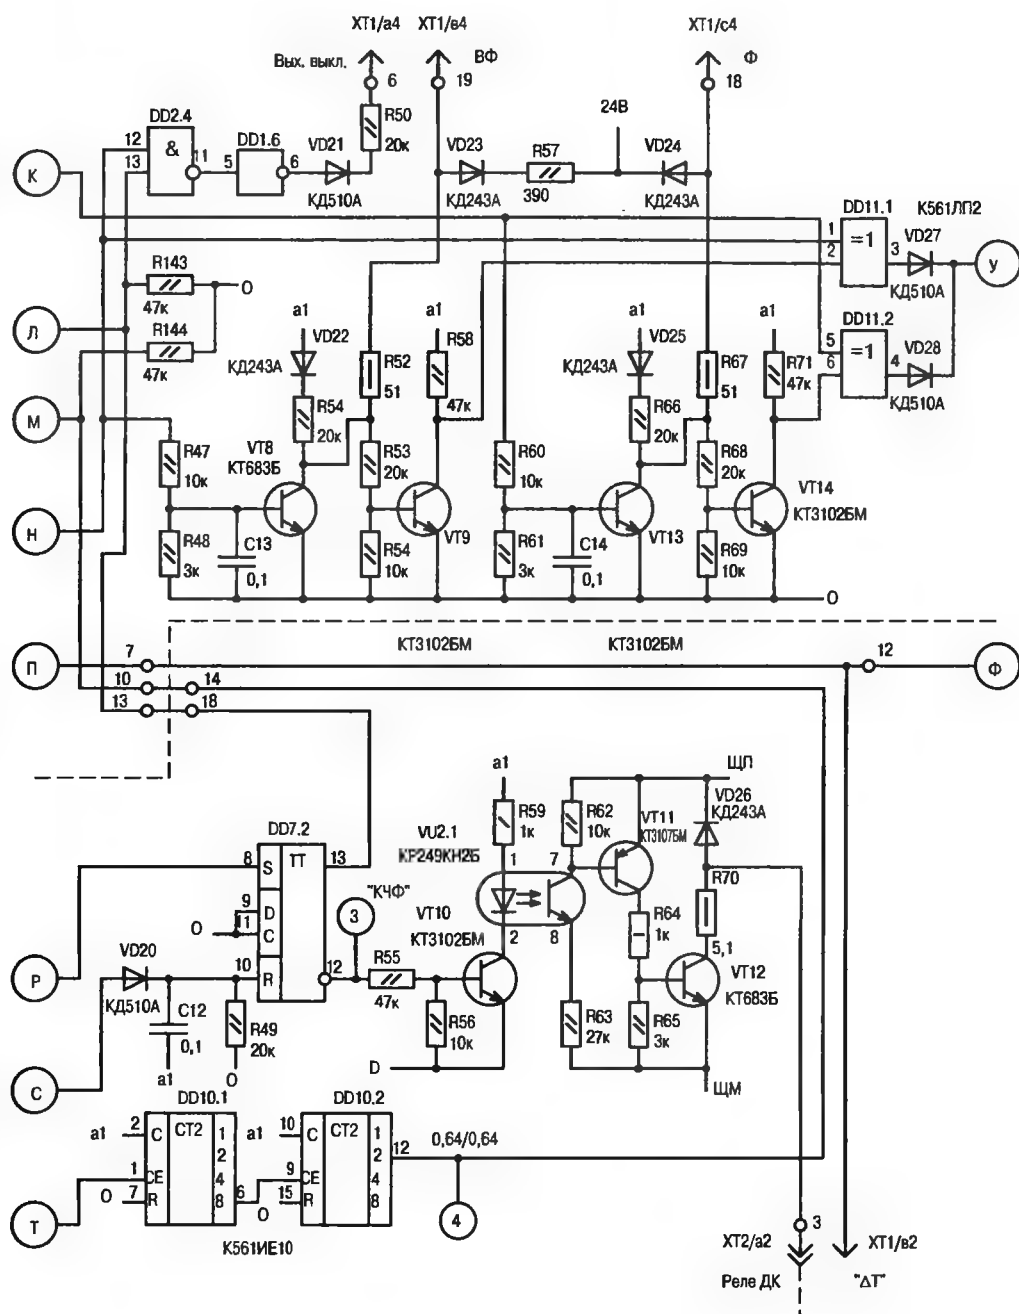 XT1/a4 XT1/в4 XT1/c4
Вых. выкл. 6 19 ВФ 18 Ф
DD2.4 DD1.6 VD21 R50 20к VD23 R57 24В VD24
12 13 & 11 5 6 КД510А КД243А 390 КД243А
К
DD11.1 К561ЛП2
1 2 =1 3 VD27 КД510А У
R143 47к О
Л
R144 47к
DD11.2
5 6 =1 4 VD28 КД510А
a1 VD22 КД243А R52 51 a1 R58 47к a1 VD25 КД243А R67 51 a1 R71 47к
М
R54 20к R66 20к
R47 10к VT8 КТ683Б R53 20к R60 10к R68 20к VT14 КТ3102БМ
Н
R48 3к C13 0,1 R54 10к VT9 R61 3к C14 0,1 VT13 R69 10к
О
КТ3102БМ КТ3102БМ
П 7 12 Ф
10 14
13 18
a1 ЩП
R59 1к R62 10к VT11 КТ3107БМ VD26 КД243А
DD7.2 VU2.1 КР249КН2Б
8 S TT 13 1 7
"КЧФ" R70
9 D 3 VT10 R64 1к
О 11 C КТ3102БМ 2 8 5,1
Р VD20 10 R 12 R55 VT12
КД510А 47к КТ683Б
C12 0,1 R49 20к R56 10к R63 27к R65 3к
a1 О D
С ЩМ
DD10.1 DD10.2
a1 2 C CT2 1 a1 10 C CT2 1 0,64/0,64
2 2 12
1 CE 4 9 CE 4
О 7 R 8 6 О 15 R 8
Т 4 3
К561ИЕ10 XT2/a2 XT1/в2
Реле ДК "ΔТ"